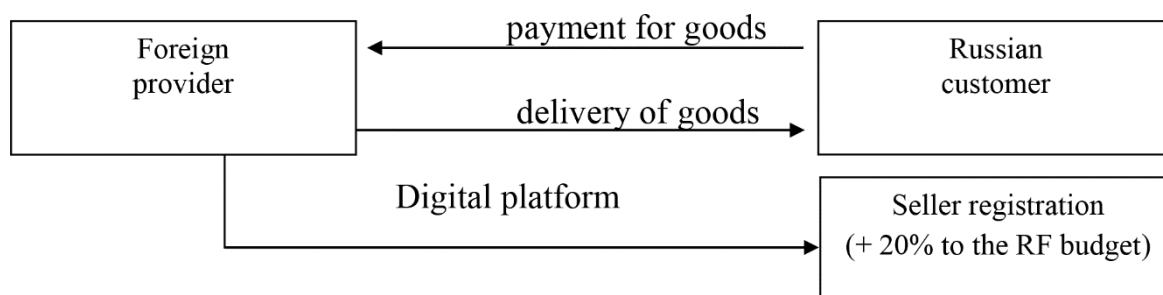 Foreign
provider
payment for goods
Russian
customer
delivery of goods
Digital platform
Seller registration
(+ 20% to the RF budget)